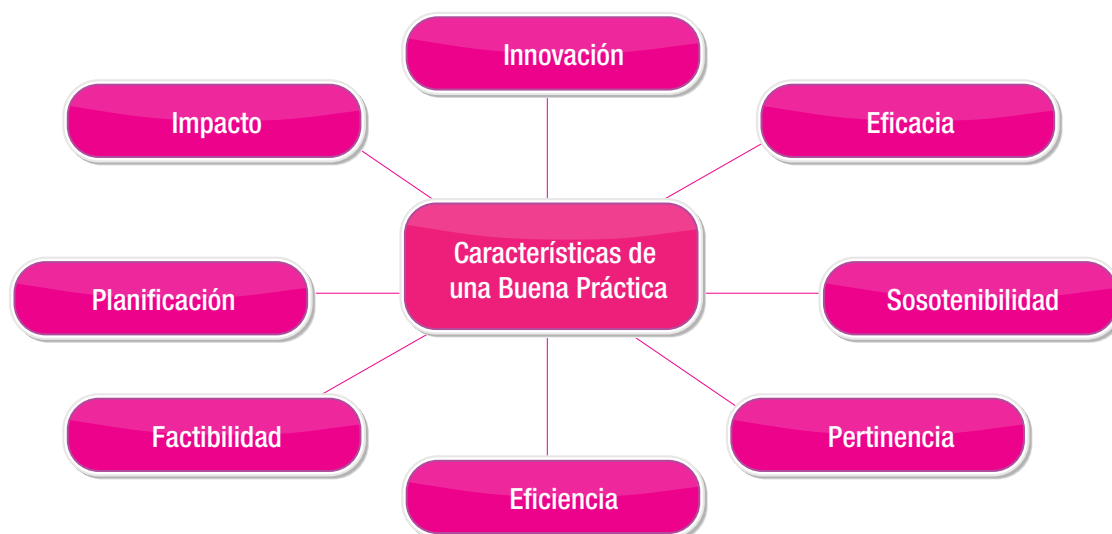 Innovación
Impacto
Eficacia
Características de
una Buena Práctica
Planificación
Sosotenibilidad
Factibilidad
Pertinencia
Eficiencia